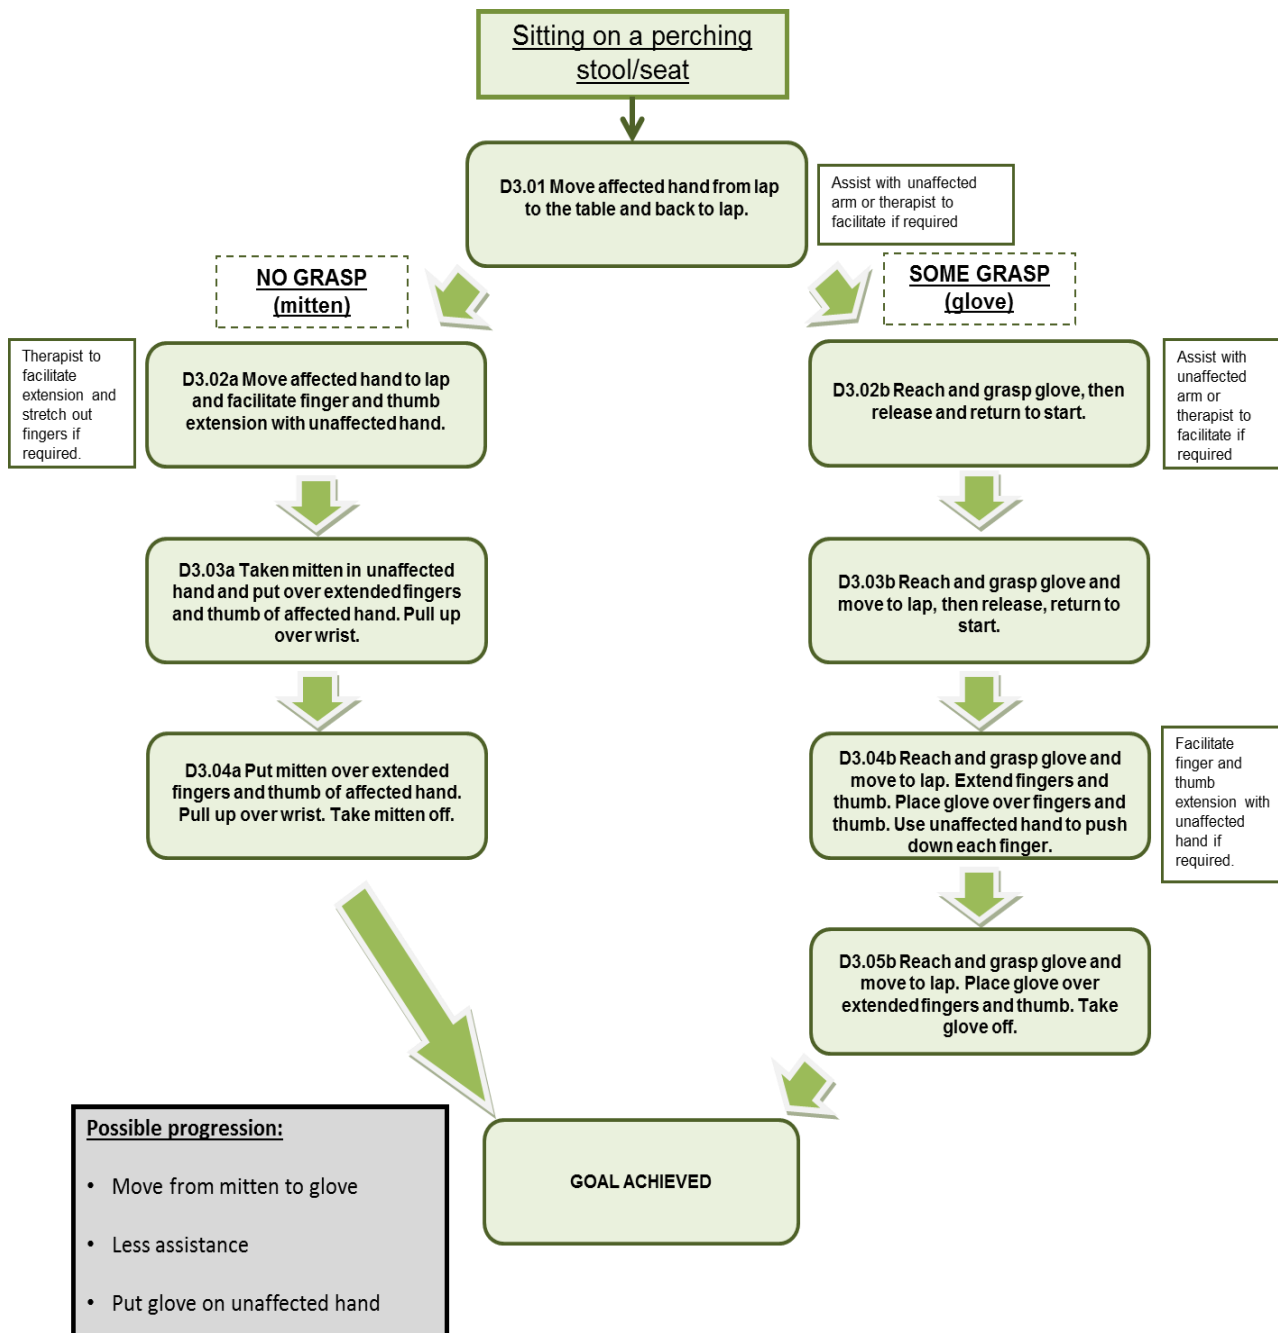 Sitting on a perching
stool/seat
D3.01 Move affected hand from lap
to the table and back to lap.
Assist with unaffected
arm or therapist to
facilitate if required
NO GRASP
(mitten)
SOME GRASP
(glove)
Therapist to
facilitate
extension and
stretch out
fingers if
required.
D3.02a Move affected hand to lap
and facilitate finger and thumb
extension with unaffected hand.
D3.02b Reach and grasp glove, then
release and return to start.
Assist with
unaffected
arm or
therapist to
facilitate if
required
D3.03a Taken mitten in unaffected
hand and put over extended fingers
and thumb of affected hand. Pull up
over wrist.
D3.03b Reach and grasp glove and
move to lap, then release, return to
start.
D3.04a Put mitten over extended
fingers and thumb of affected hand.
Pull up over wrist. Take mitten off.
D3.04b Reach and grasp glove and
move to lap. Extend fingers and
thumb. Place glove over fingers and
thumb. Use unaffected hand to push
down each finger.
Facilitate
finger and
thumb
extension with
unaffected
hand if
required.
D3.05b Reach and grasp glove and
move to lap. Place glove over
extended fingers and thumb. Take
glove off.
GOAL ACHIEVED
Possible progression:
• Move from mitten to glove
• Less assistance
• Put glove on unaffected hand